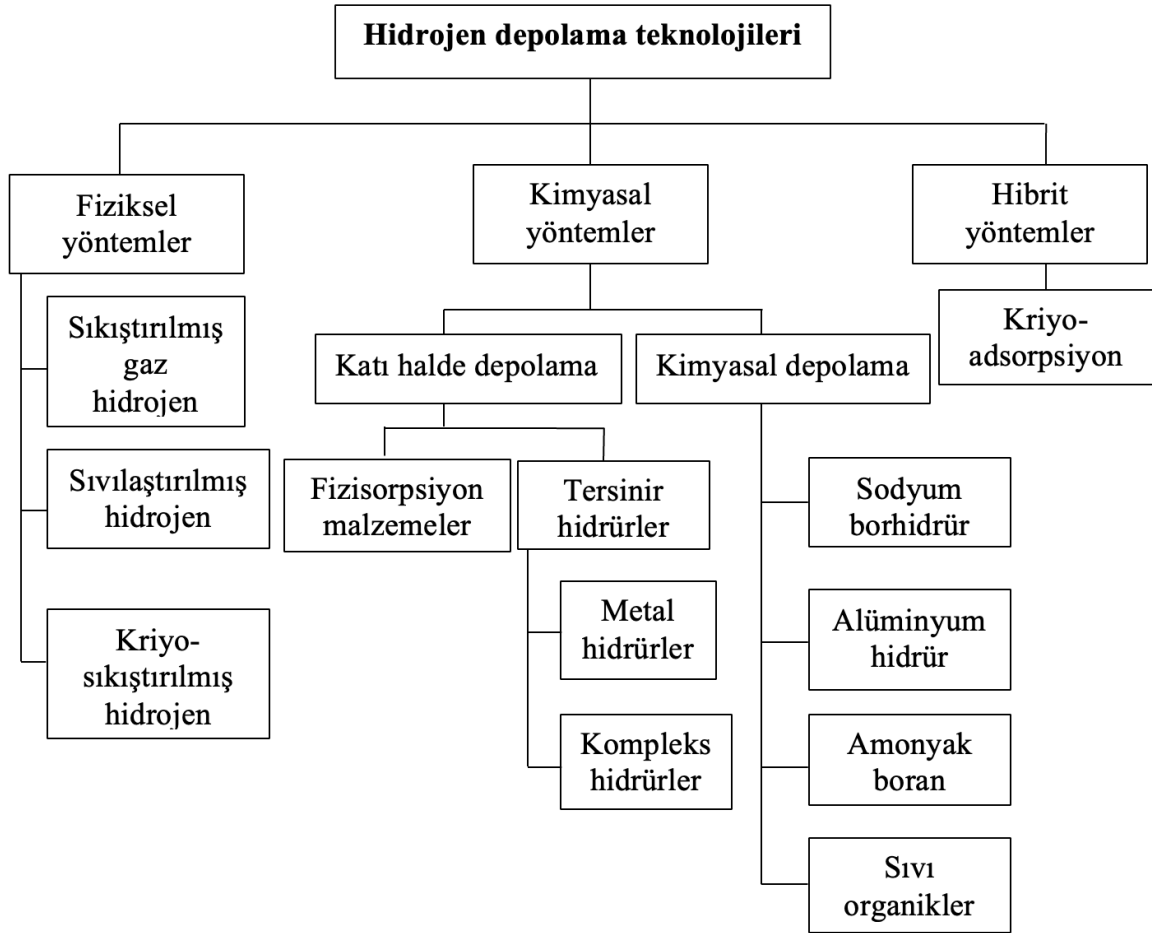 Hidrojen depolama teknolojileri
Fiziksel
yöntemler
Sıkıştırılmış
gaz
hidrojen
Sıvılaştırılmış
hidrojen
Kriyo-
sıkıştırılmış
hidrojen
Kimyasal
yöntemler
Katı halde depolama
Fizisorpsiyon
malzemeler
Tersinir
hidrürler
Metal
hidrürler
Kompleks
hidrürler
Kimyasal depolama
Sodyum
borhidrür
Alüminyum
hidrür
Amonyak
boran
Sıvı
organikler
Hibrit
yöntemler
Kriyo-
adsorpsiyon